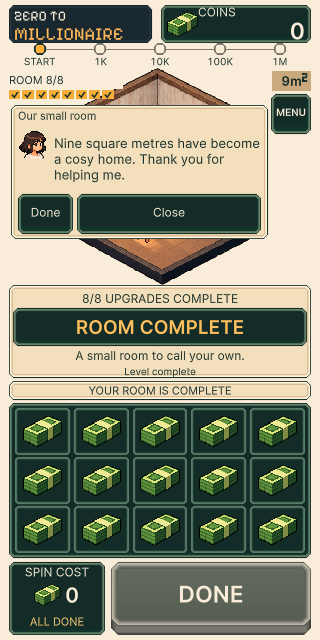 ZERO TO
MILLIONAIRE
COINS
0
START
1K
10K
100K
1M
ROOM 8/8
9m²
MENU
Our small room
Nine square metres have become
a cosy home. Thank you for
helping me.
Done
Close
8/8 UPGRADES COMPLETE
ROOM COMPLETE
A small room to call your own.
Level complete
YOUR ROOM IS COMPLETE
SPIN COST
0
ALL DONE
DONE